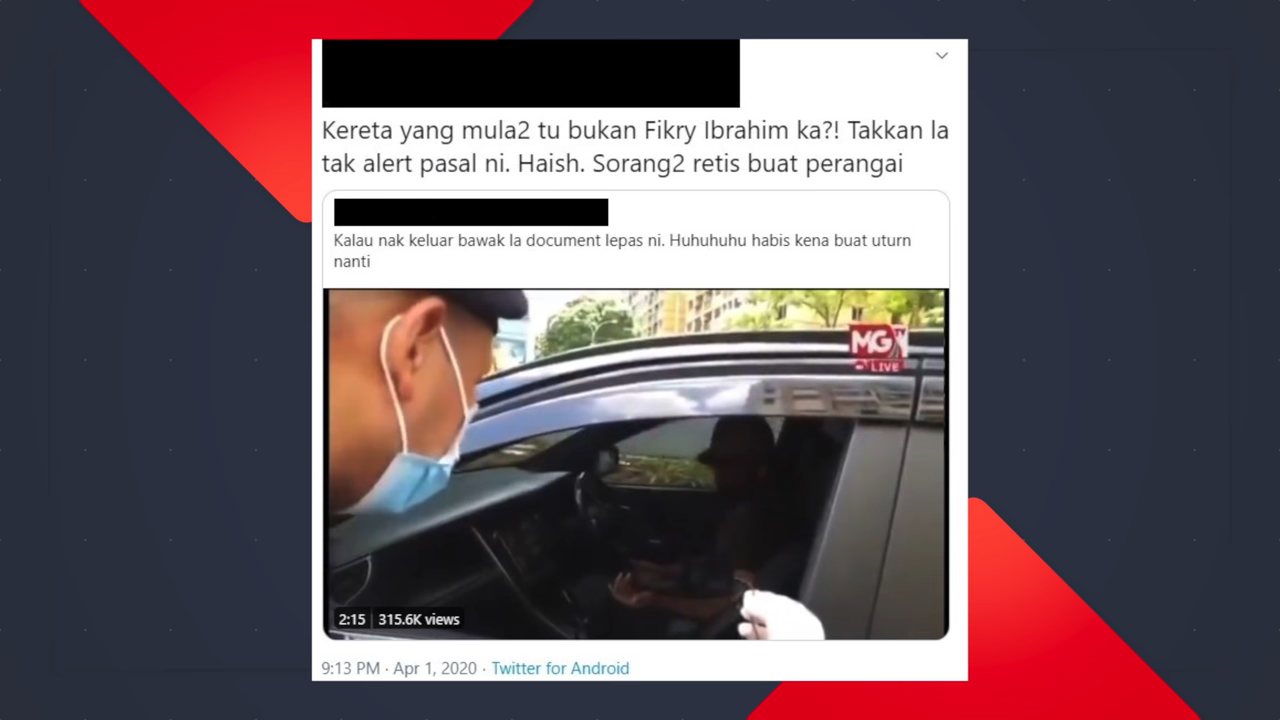 Kereta yang mula2 tu bukan Fikry Ibrahim ka?! Takkan la
tak alert pasal ni. Haish. Sorang2 retis buat perangai
Kalau nak keluar bawak la document lepas ni. Huhuhuhu habis kena buat uturn
nanti
MG
LIVE
2:15 315.6K views
9:13 PM · Apr 1, 2020 · Twitter for Android